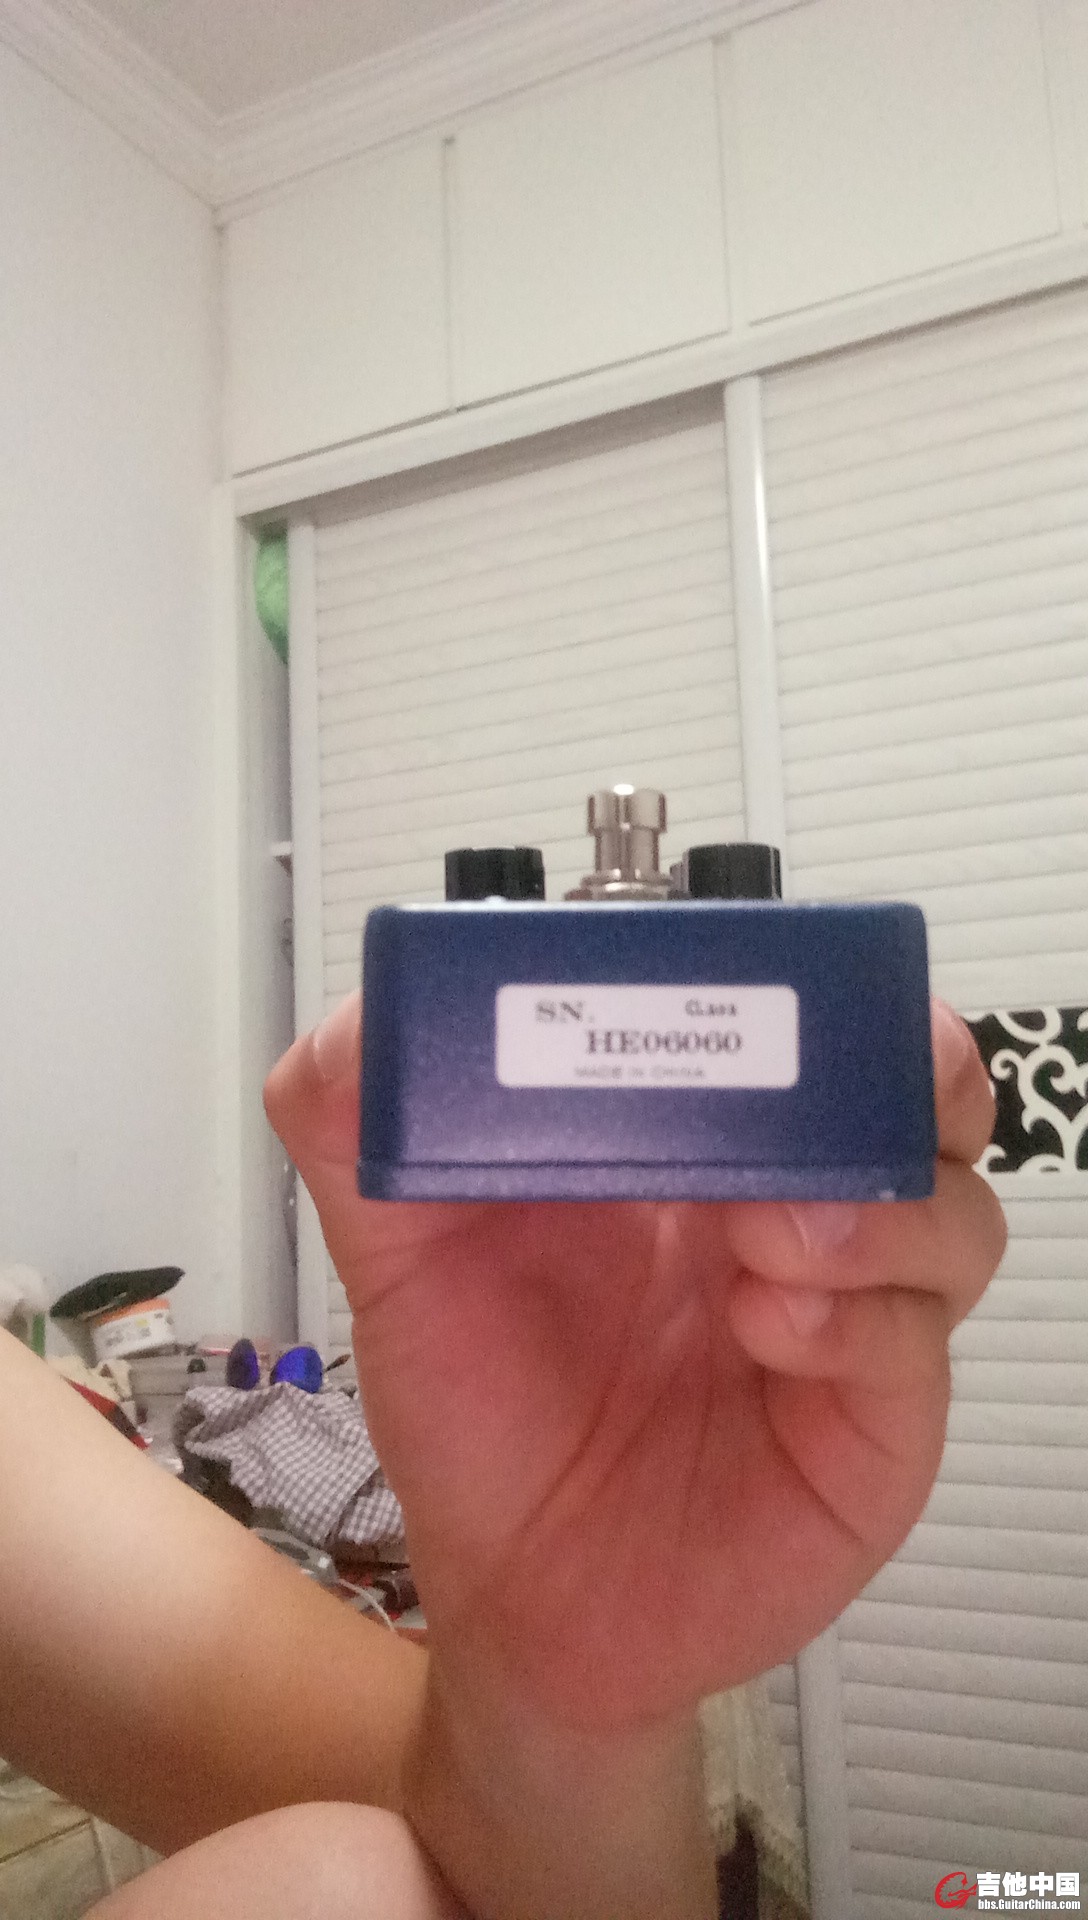 SN.
HE06060
MADE IN CHINA
吉他中国
bbs.GuitarChina.com